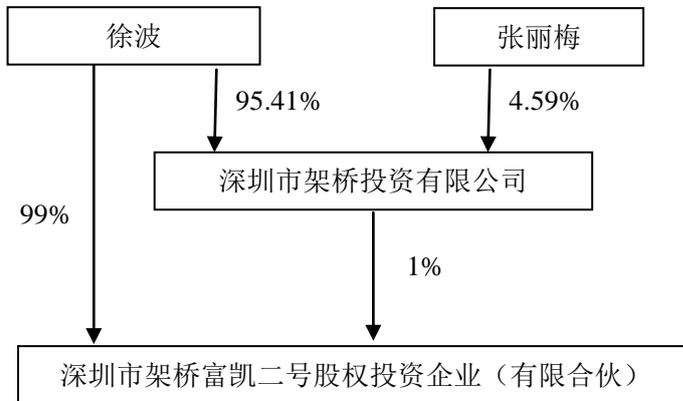 徐波
张丽梅
95.41%
4.59%
深圳市架桥投资有限公司
99%
1%
深圳市架桥富凯二号股权投资企业（有限合伙）